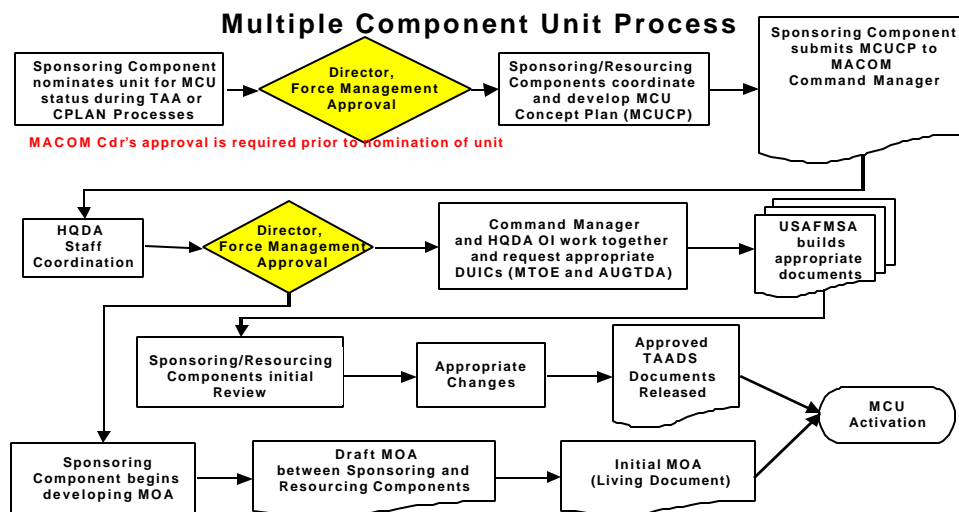 Multiple Component Unit Process
Sponsoring Component
nominates unit for MCU
status during TAA or
CPLAN Processes
Director,
Force Management
Approval
Sponsoring/Resourcing
Components coordinate
and develop MCU
Concept Plan (MCUCP)
Sponsoring Component
submits MCUCP to
MACOM
Command Manager
MACOM Cdr's approval is required prior to nomination of unit
HQDA
Staff
Coordination
Director,
Force Management
Approval
Command Manager
and HQDA OI work together
and request appropriate
DUICs (MTOE and AUGTDA)
USAFMSA
builds
appropriate
documents
Sponsoring/Resourcing
Components initial
Review
Appropriate
Changes
Approved
TAADS
Documents
Released
MCU
Activation
Sponsoring
Component begins
developing MOA
Draft MOA
between Sponsoring and
Resourcing Components
Initial MOA
(Living Document)